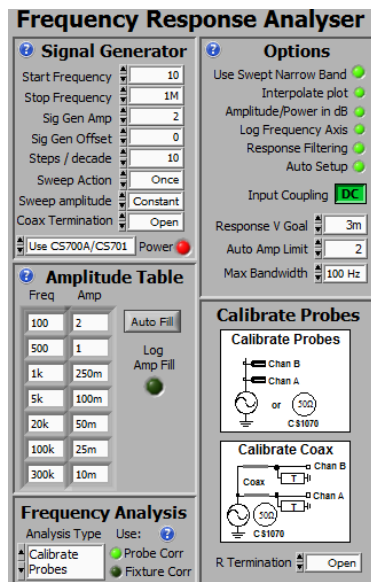 Frequency Response Analyser
? Signal Generator
Start Frequency 10
Stop Frequency 1M
Sig Gen Amp 2
Sig Gen Offset 0
Steps / decade 10
Sweep Action Once
Sweep amplitude Constant
Coax Termination Open
Use CS700A/CS701 Power
? Options
Use Swept Narrow Band
Interpolate plot
Amplitude/Power in dB
Log Frequency Axis
Response Filtering
Auto Setup
Input Coupling DC
Response V Goal 3m
Auto Amp Limit 2
Max Bandwidth 100 Hz
? Amplitude Table
Freq Amp
100 2 Auto Fill
500 1 Log
1k 250m Amp Fill
5k 100m
20k 50m
100k 25m
300k 10m
Calibrate Probes
Calibrate Probes
Chan B
Chan A
or 50Ω
CS1070
Calibrate Coax
Chan B
Coax T
Chan A
50Ω T
CS1070
R Termination Open
Frequency Analysis
Analysis Type Use: ?
Calibrate Probes
Probe Corr
Fixture Corr